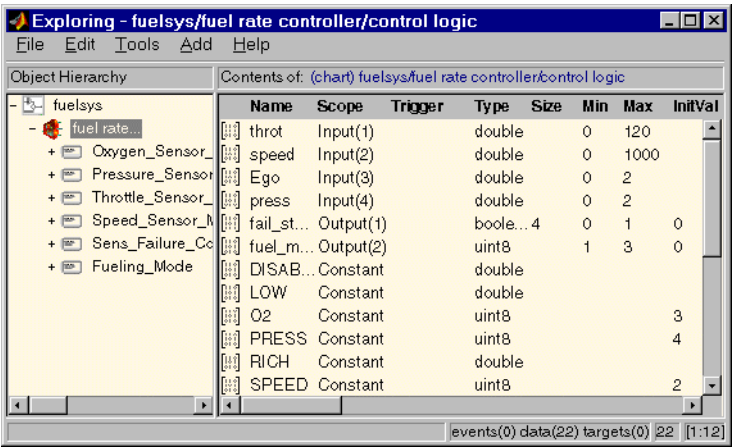 Exploring - fuelsys/fuel rate controller/control logic
File Edit Tools Add Help
Object Hierarchy
Contents of: (chart) fuelsys/fuel rate controller/control logic
- fuelsys
- fuel rate...
+ Oxygen_Sensor_
+ Pressure_Sensor
+ Throttle_Sensor_
+ Speed_Sensor_M
+ Sens_Failure_Co
+ Fueling_Mode
Name Scope Trigger Type Size Min Max InitVal
throt Input(1) double 0 120
speed Input(2) double 0 1000
Ego Input(3) double 0 2
press Input(4) double 0 2
fail_st... Output(1) boole... 4 0 1 0
fuel_m... Output(2) uint8 1 3 0
DISAB... Constant double
LOW Constant double
O2 Constant uint8 3
PRESS Constant uint8 4
RICH Constant double
SPEED Constant uint8 2
events(0) data(22) targets(0) 22 [1:12]